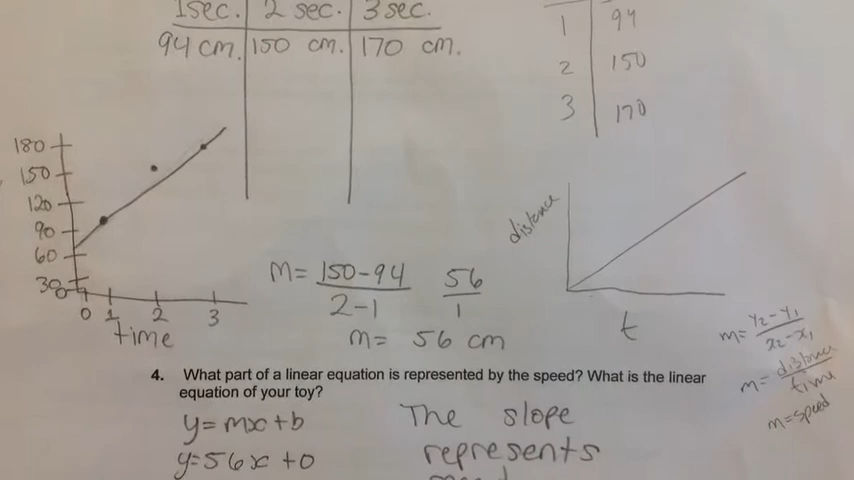 1sec. 2 sec. 3 sec.
94 cm. 150 cm. 170 cm.
1 94
2 150
3 170
180
150
120
90
60
30
0
0 1 2 3
time
m= 150-94 56
2-1 1
m= 56 cm
distance
t
m= y₂-y₁
x₂-x₁
m= distance
time
m=speed
4. What part of a linear equation is represented by the speed? What is the linear
equation of your toy?
y=mx+b
y=56x+0
The slope
represents